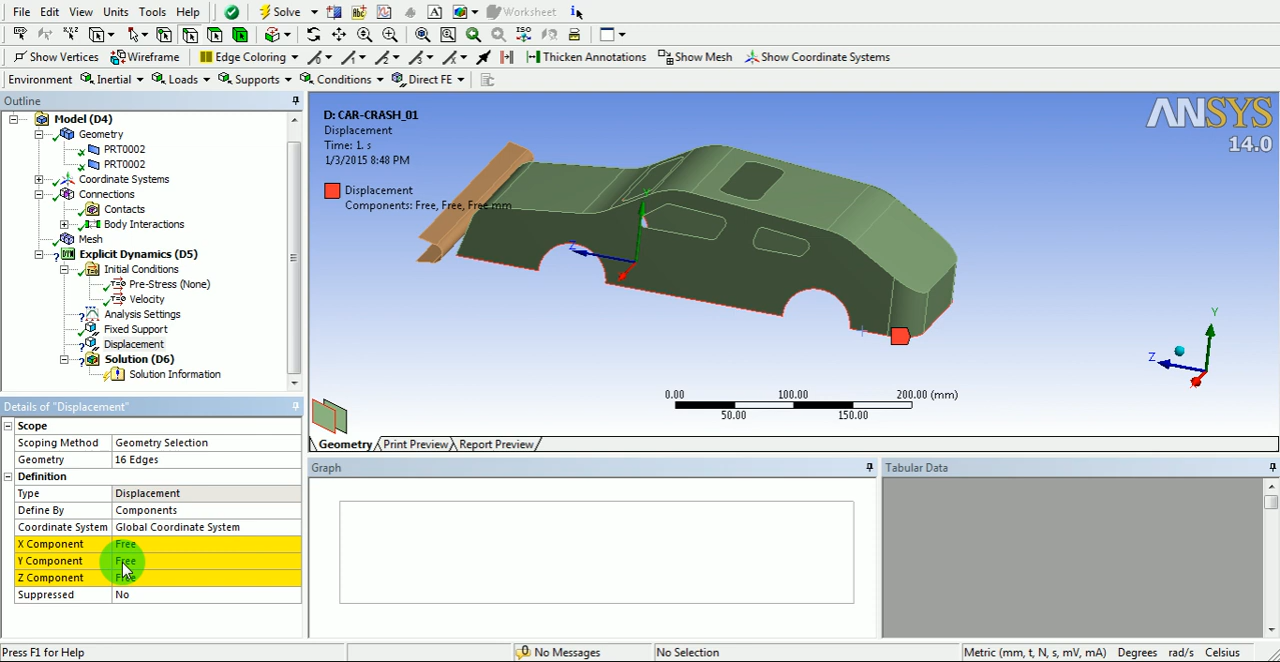 File Edit View Units Tools Help Solve Worksheet
Show Vertices Wireframe Edge Coloring Thicken Annotations Show Mesh Show Coordinate Systems
Environment Inertial Loads Supports Conditions Direct FE
Outline
Model (D4)
Geometry
PRT0002
PRT0002
Coordinate Systems
Connections
Contacts
Body Interactions
Mesh
Explicit Dynamics (D5)
Initial Conditions
Pre-Stress (None)
Velocity
Analysis Settings
Fixed Support
Displacement
Solution (D6)
Solution Information
Details of "Displacement"
Scope
Scoping Method Geometry Selection
Geometry 16 Edges
Definition
Type Displacement
Define By Components
Coordinate System Global Coordinate System
X Component Free
Y Component Free
Z Component Free
Suppressed No
D: CAR-CRASH_01
Displacement
Time: 1. s
1/3/2015 8:48 PM
Displacement
Components: Free, Free, Free mm
ANSYS
14.0
Y
Z
Y
Z
0.00 100.00 200.00 (mm)
50.00 150.00
Geometry Print Preview Report Preview
Graph
Tabular Data
Press F1 for Help No Messages No Selection Metric (mm, t, N, s, mV, mA) Degrees rad/s Celsius